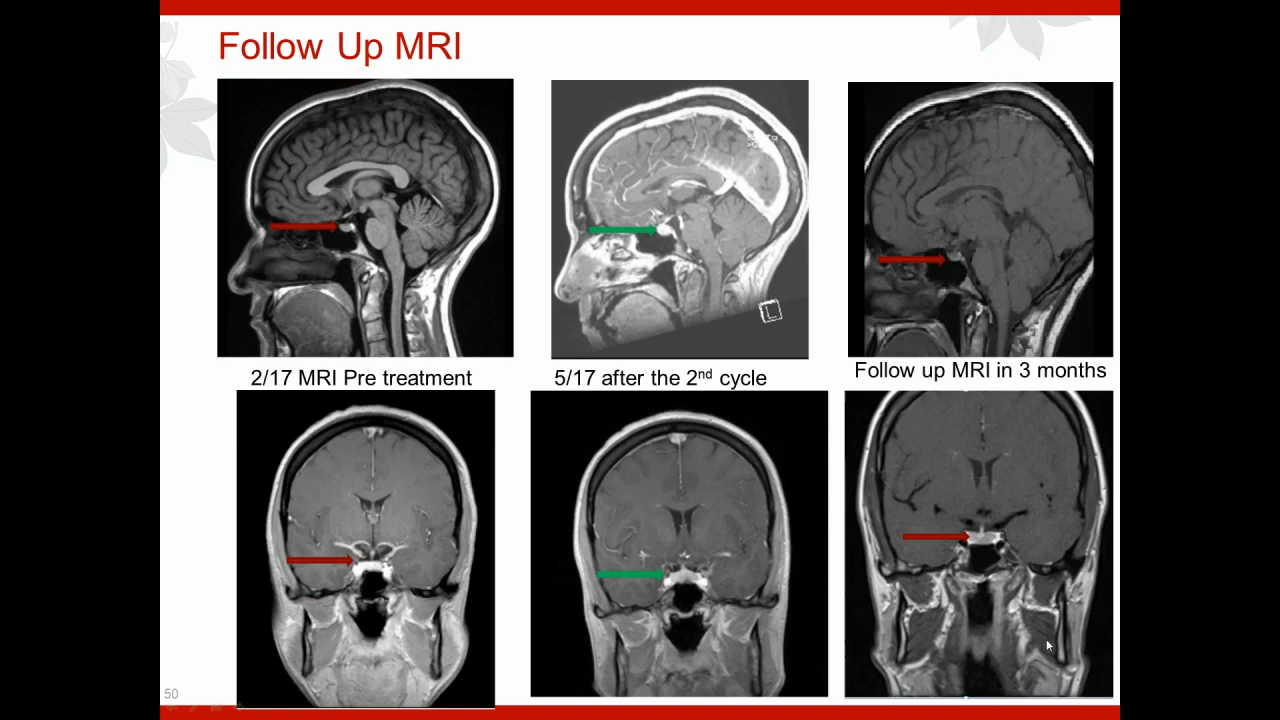 Follow Up MRI
L
2/17 MRI Pre treatment
5/17 after the 2nd cycle
Follow up MRI in 3 months
50